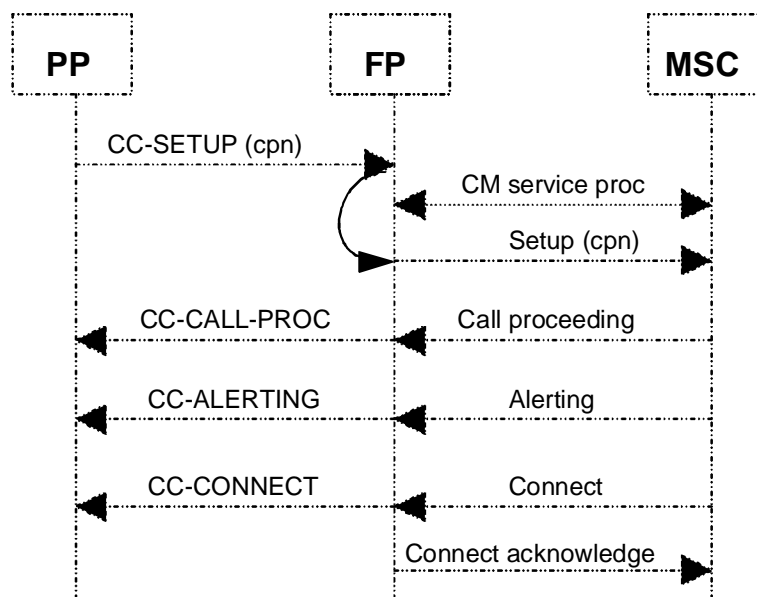 PP
FP
MSC
CC-SETUP (cpn)
CM service proc
Setup (cpn)
CC-CALL-PROC
Call proceeding
CC-ALERTING
Alerting
CC-CONNECT
Connect
Connect acknowledge